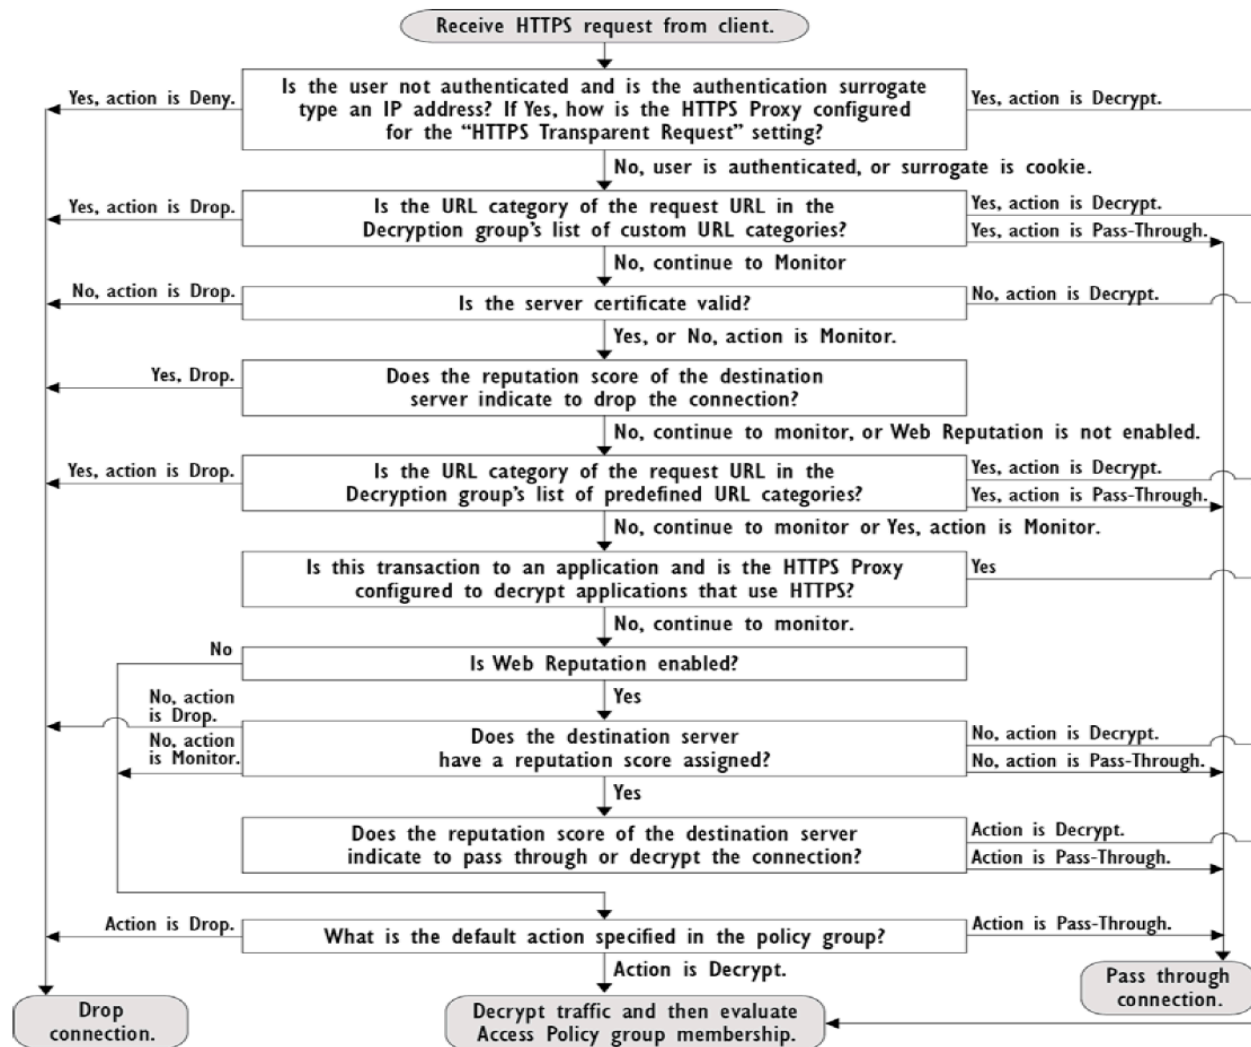 Receive HTTPS request from client.
Yes, action is Deny.
Is the user not authenticated and is the authentication surrogate
type an IP address? If Yes, how is the HTTPS Proxy configured
for the “HTTPS Transparent Request” setting?
Yes, action is Decrypt.
No, user is authenticated, or surrogate is cookie.
Yes, action is Drop.
Is the URL category of the request URL in the
Decryption group’s list of custom URL categories?
Yes, action is Decrypt.
Yes, action is Pass-Through.
No, continue to Monitor
No, action is Drop.
Is the server certificate valid?
No, action is Decrypt.
Yes, or No, action is Monitor.
Yes, Drop.
Does the reputation score of the destination
server indicate to drop the connection?
No, continue to monitor, or Web Reputation is not enabled.
Yes, action is Drop.
Is the URL category of the request URL in the
Decryption group’s list of predefined URL categories?
Yes, action is Decrypt.
Yes, action is Pass-Through.
No, continue to monitor or Yes, action is Monitor.
Is this transaction to an application and is the HTTPS Proxy
configured to decrypt applications that use HTTPS?
Yes
No, continue to monitor.
No
Is Web Reputation enabled?
Yes
No, action
is Drop.
No, action
is Monitor.
Does the destination server
have a reputation score assigned?
No, action is Decrypt.
No, action is Pass-Through.
Yes
Does the reputation score of the destination server
indicate to pass through or decrypt the connection?
Action is Decrypt.
Action is Pass-Through.
Action is Drop.
What is the default action specified in the policy group?
Action is Pass-Through.
Action is Decrypt.
Drop
connection.
Decrypt traffic and then evaluate
Access Policy group membership.
Pass through
connection.